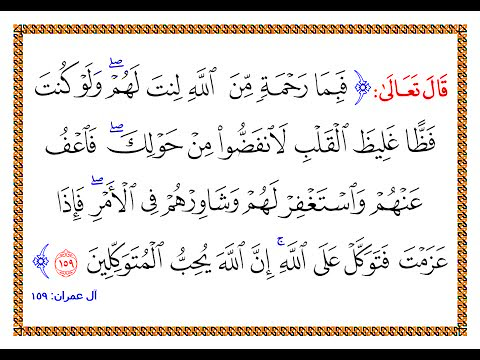 قَالَ تَعَالَىٰ: ﴿ فَبِمَا رَحْمَةٖ مِّنَ ٱللَّهِ لِنتَ لَهُمۡۖ وَلَوۡ كُنتَ
فَظًّا غَلِيظَ ٱلۡقَلۡبِ لَٱنفَضُّواْ مِنۡ حَوۡلِكَۖ فَٱعۡفُ
عَنۡهُمۡ وَٱسۡتَغۡفِرۡ لَهُمۡ وَشَاوِرۡهُمۡ فِي ٱلۡأَمۡرِۖ فَإِذَا
عَزَمۡتَ فَتَوَكَّلۡ عَلَى ٱللَّهِۚ إِنَّ ٱللَّهَ يُحِبُّ ٱلۡمُتَوَكِّلِينَ ١٥٩ ﴾
آل عمران: ١٥٩